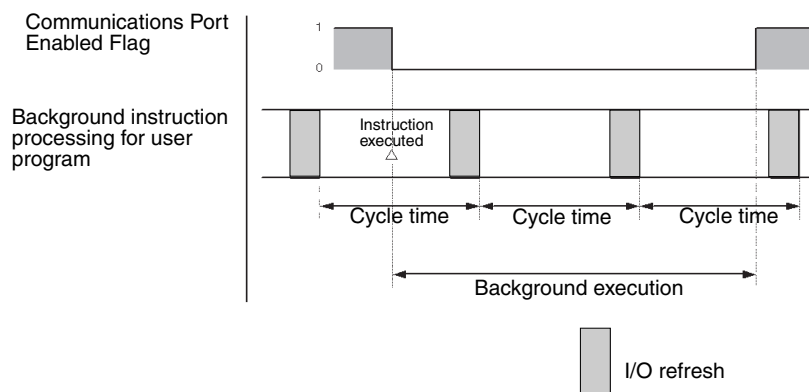 Communications Port
Enabled Flag
1
0
Background instruction
processing for user
program
Instruction
executed
Cycle time
Cycle time
Cycle time
Background execution
I/O refresh